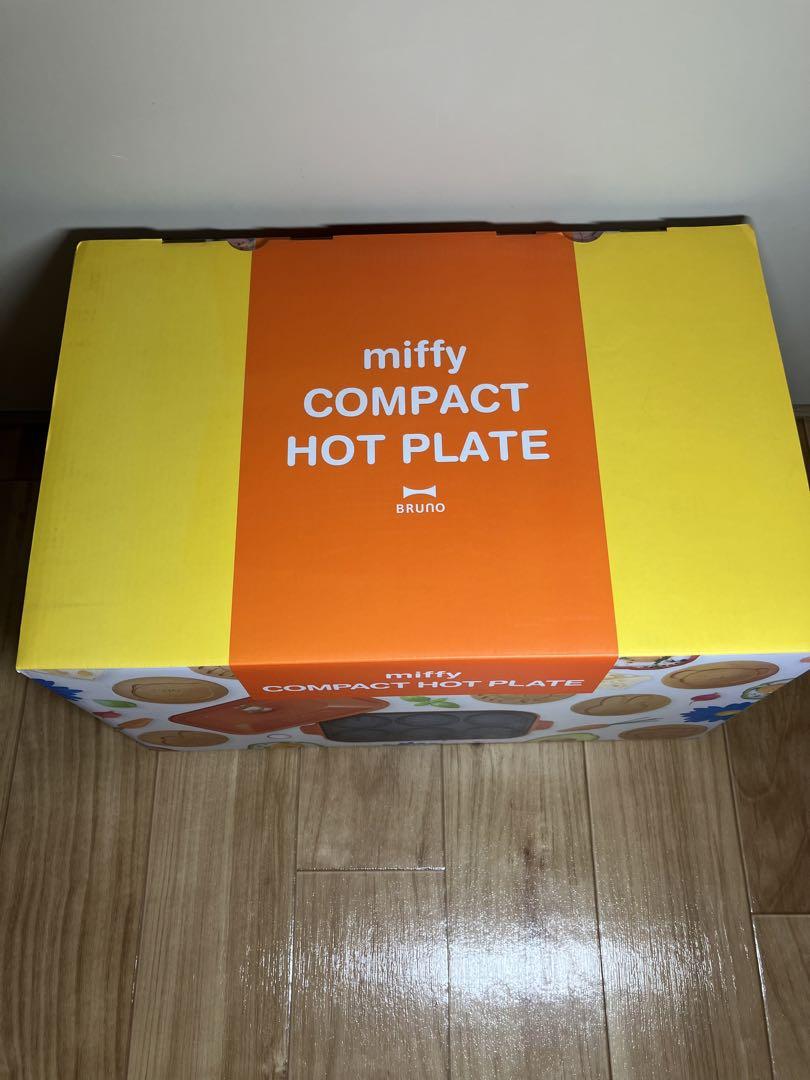 miffy
COMPACT
HOT PLATE
BRUNO
miffy
COMPACT HOT PLATE